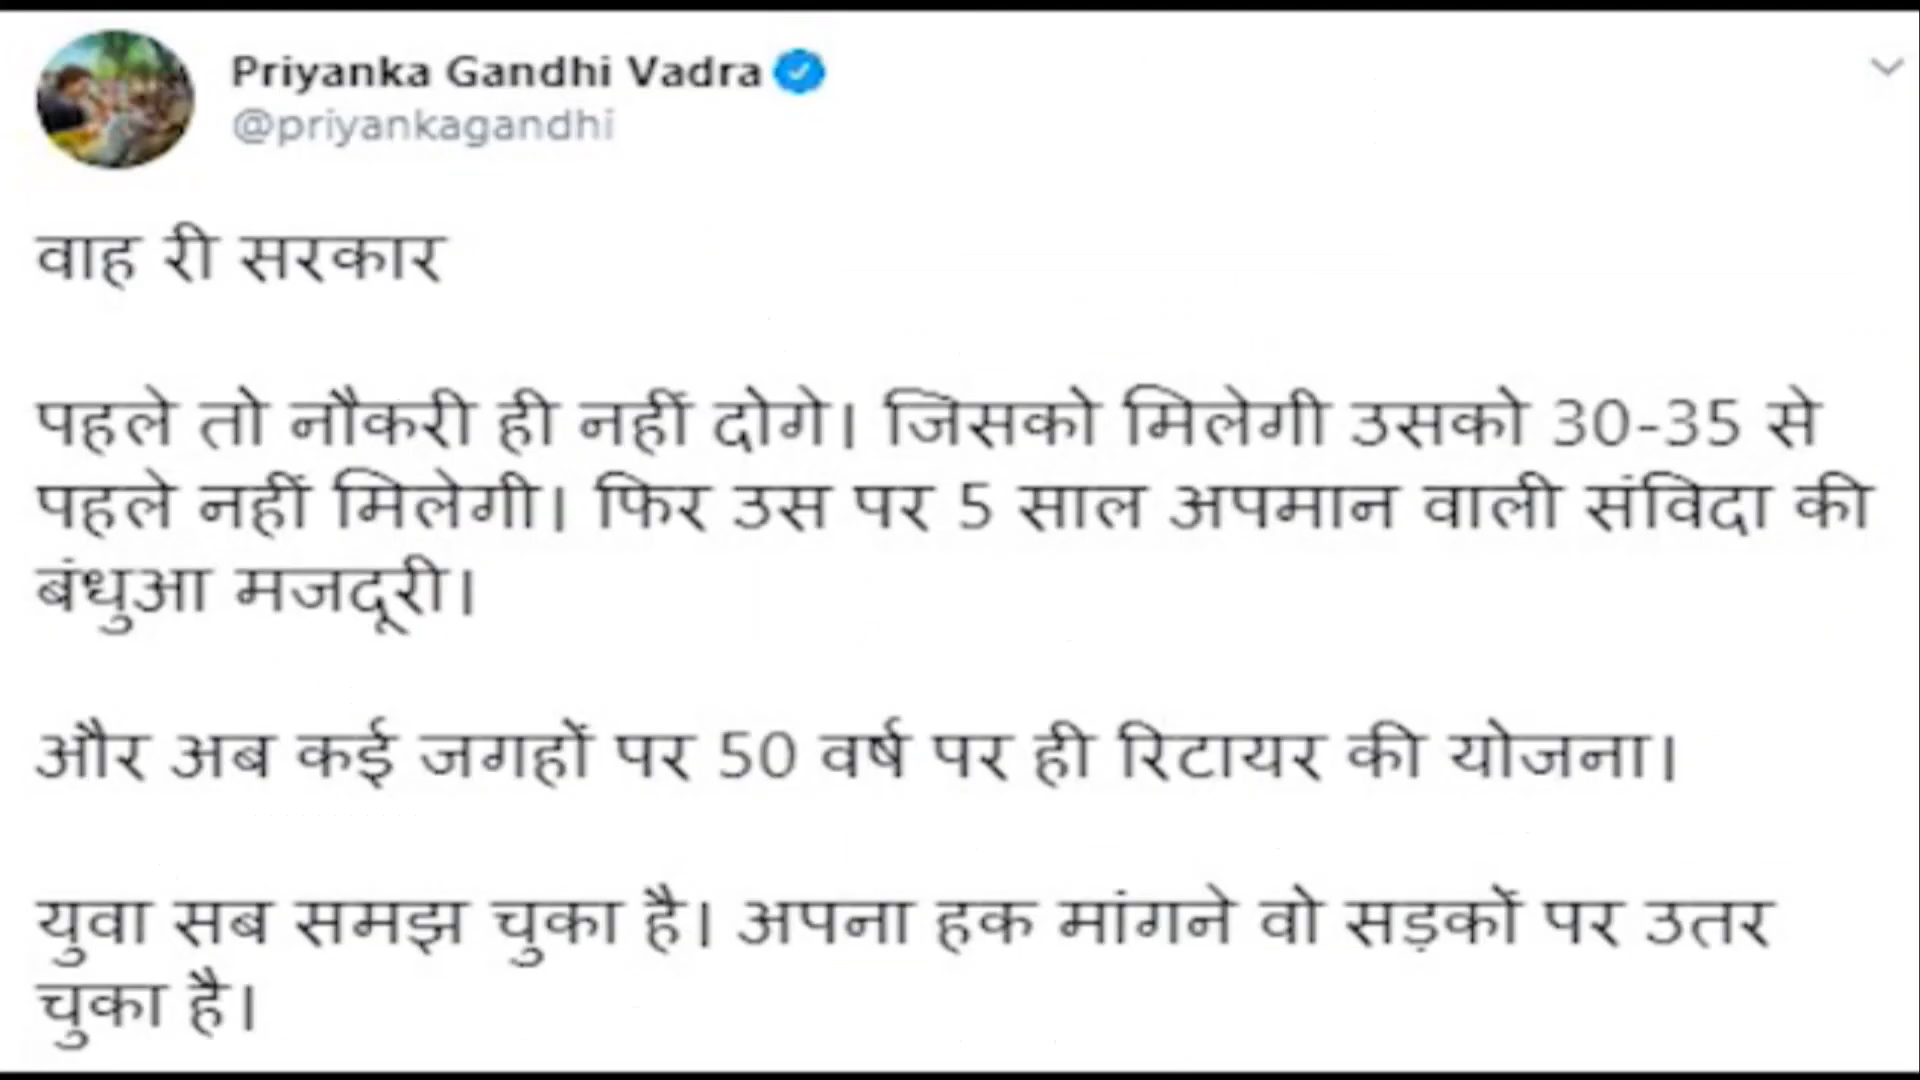 Priyanka Gandhi Vadra
@priyankagandhi
वाह री सरकार
पहले तो नौकरी ही नहीं दोगे। जिसको मिलेगी उसको 30-35 से
पहले नहीं मिलेगी। फिर उस पर 5 साल अपमान वाली संविदा की
बंधुआ मजदूरी।
और अब कई जगहों पर 50 वर्ष पर ही रिटायर की योजना।
युवा सब समझ चुका है। अपना हक मांगने वो सड़कों पर उतर
चुका है।